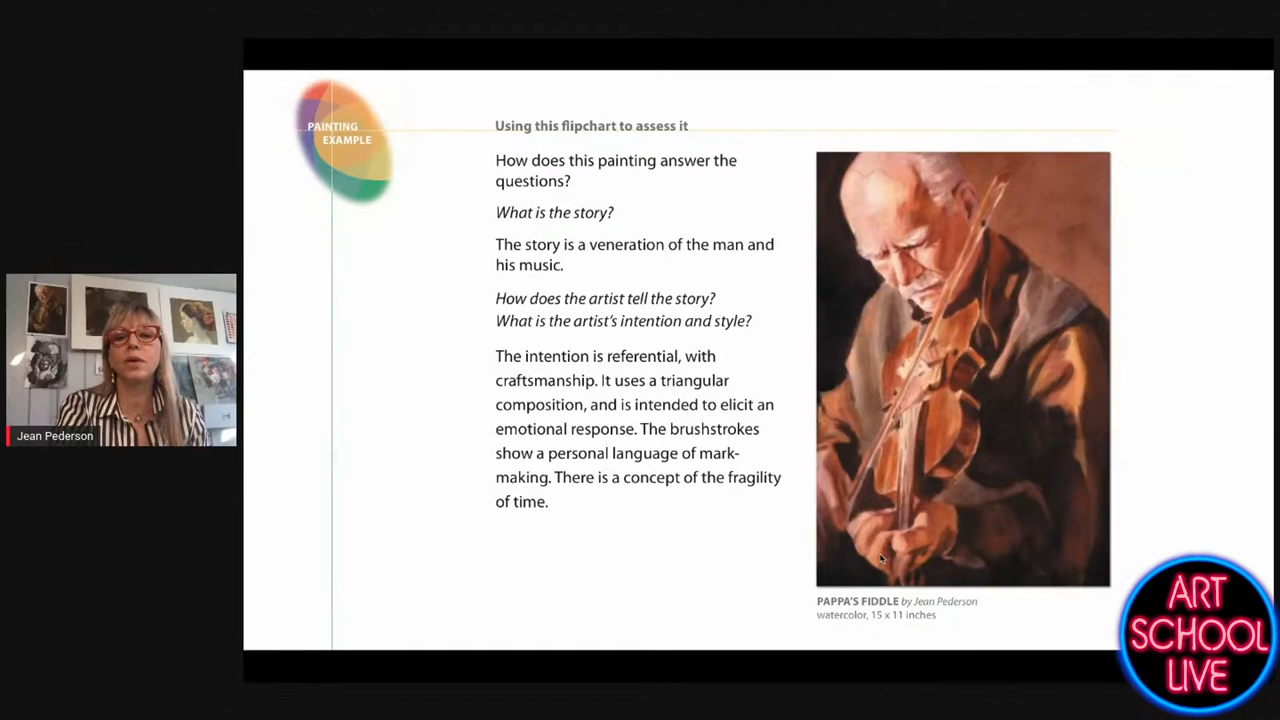 PAINTING
EXAMPLE
Using this flipchart to assess it
How does this painting answer the
questions?
What is the story?
The story is a veneration of the man and
his music.
How does the artist tell the story?
What is the artist's intention and style?
The intention is referential, with
craftsmanship. It uses a triangular
composition, and is intended to elicit an
emotional response. The brushstrokes
show a personal language of mark-
making. There is a concept of the fragility
of time.
PAPPA'S FIDDLE by Jean Pederson
watercolor, 15 x 11 inches
Jean Pederson
ART
SCHOOL
LIVE